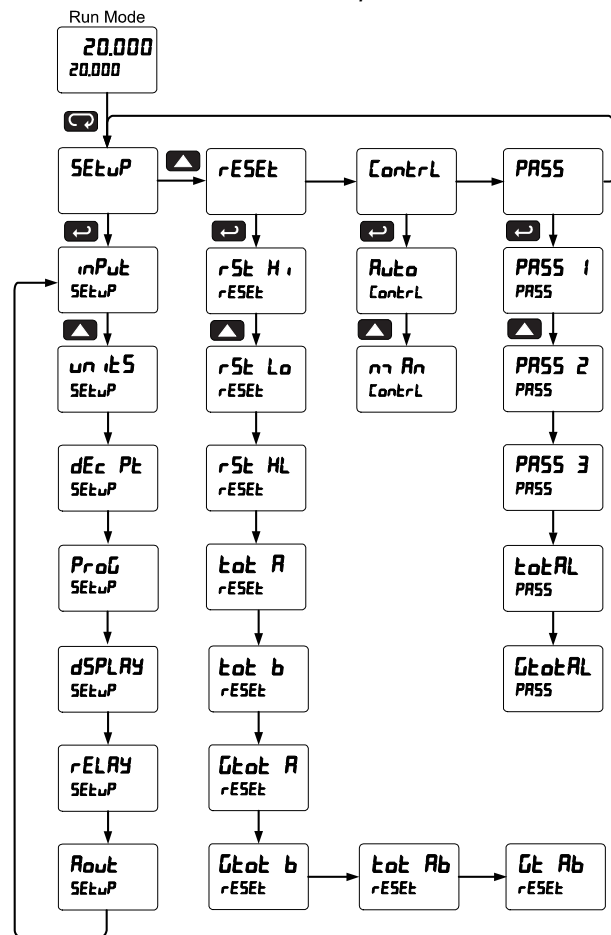 Run Mode
20.000
20.000
SEtuP
rESEt
ContrL
PASS
inPut
SEtuP
rSt Hi
rESEt
Auto
ContrL
PASS 1
PASS
unitS
SEtuP
rSt Lo
rESEt
mAn
ContrL
PASS 2
PASS
dEc Pt
SEtuP
rSt HL
rESEt
PASS 3
PASS
ProG
SEtuP
tot A
rESEt
totAL
PASS
dSPLAY
SEtuP
tot b
rESEt
GtotAL
PASS
rELAY
SEtuP
Gtot A
rESEt
Aout
SEtuP
Gtot b
rESEt
tot Ab
rESEt
Gt Ab
rESEt